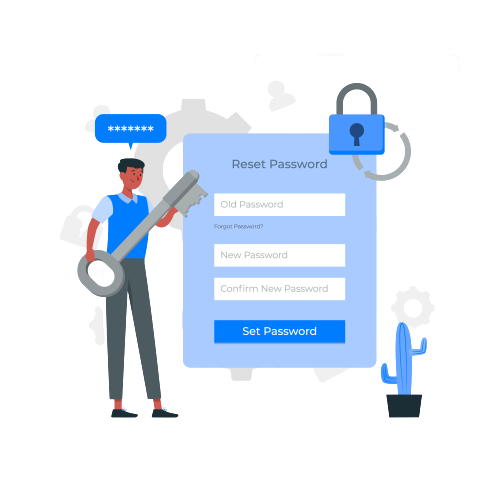 *******
Reset Password
Old Password
Forgot Password?
New Password
Confirm New Password
Set Password